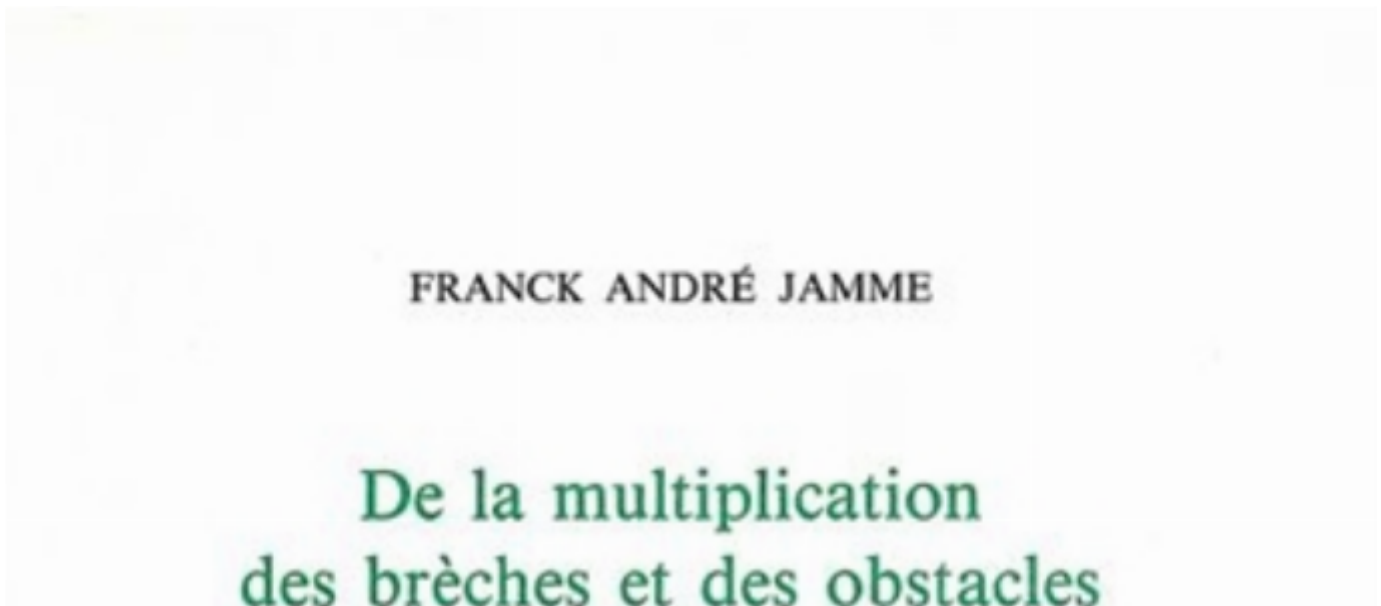 FRANCK ANDRÉ JAMME
De la multiplication
des brèches et des obstacles